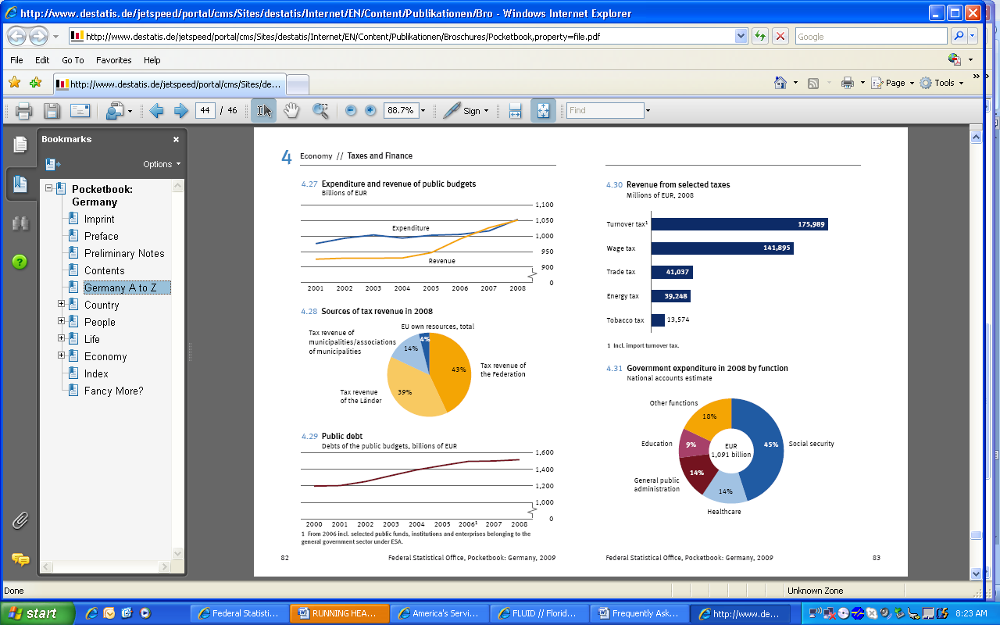 http://www.destatis.de/jetspeed/portal/cms/Sites/destatis/Internet/EN/Content/Publikationen/Bro - Windows Internet Explorer
http://www.destatis.de/jetspeed/portal/cms/Sites/destatis/Internet/EN/Content/Publikationen/Broschures/Pocketbook,property=file.pdf
Google
File Edit Go To Favorites Help
http://www.destatis.de/jetspeed/portal/cms/Sites/de...
Page Tools
44 / 46
88.7%
Sign
Find
Bookmarks
Options
Pocketbook:
Germany
Imprint
Preface
Preliminary Notes
Contents
Germany A to Z
Country
People
Life
Economy
Index
Fancy More?
4 Economy // Taxes and Finance
4.27 Expenditure and revenue of public budgets
Billions of EUR
1,100
1,050
1,000
950
900
0
Expenditure
Revenue
2001 2002 2003 2004 2005 2006 2007 2008
4.28 Sources of tax revenue in 2008
EU own resources, total
Tax revenue of
municipalities/associations
of municipalities
4%
14%
43%
39%
Tax revenue of
the Federation
Tax revenue
of the Länder
4.29 Public debt
Debts of the public budgets, billions of EUR
1,600
1,400
1,200
1,000
0
2000 2001 2002 2003 2004 2005 2006¹ 2007 2008
1 From 2006 incl. selected public funds, institutions and enterprises belonging to the
general government sector under ESA.
82 Federal Statistical Office, Pocketbook: Germany, 2009
4.30 Revenue from selected taxes
Millions of EUR, 2008
Turnover tax¹ 175,989
Wage tax 141,895
Trade tax 41,037
Energy tax 39,248
Tobacco tax 13,574
1 Incl. import turnover tax.
4.31 Government expenditure in 2008 by function
National accounts estimate
Other functions
18%
Education
9%
EUR
1,091 billion
45%
Social security
14%
General public
administration
14%
Healthcare
Federal Statistical Office, Pocketbook: Germany, 2009 83
Done
Unknown Zone
start
Federal Statisti...
RUNNING HEA...
America's Servi...
FLUID // Florid...
Frequently Ask...
http://www.de...
8:23 AM